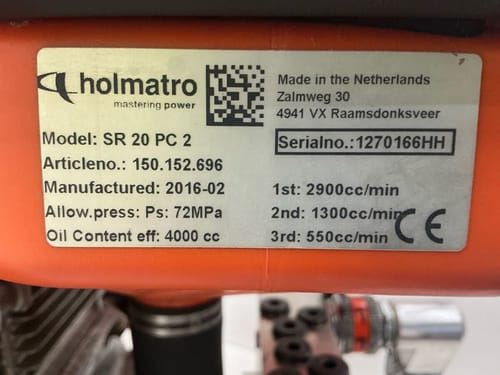 holmatro
mastering power
Made in the Netherlands
Zalmweg 30
4941 VX Raamsdonksveer
Model: SR 20 PC 2
Serialno.:1270166HH
Articleno.: 150.152.696
Manufactured: 2016-02
1st: 2900cc/min
Allow.press: Ps: 72MPa
2nd: 1300cc/min
Oil Content eff: 4000 cc
3rd: 550cc/min
CE